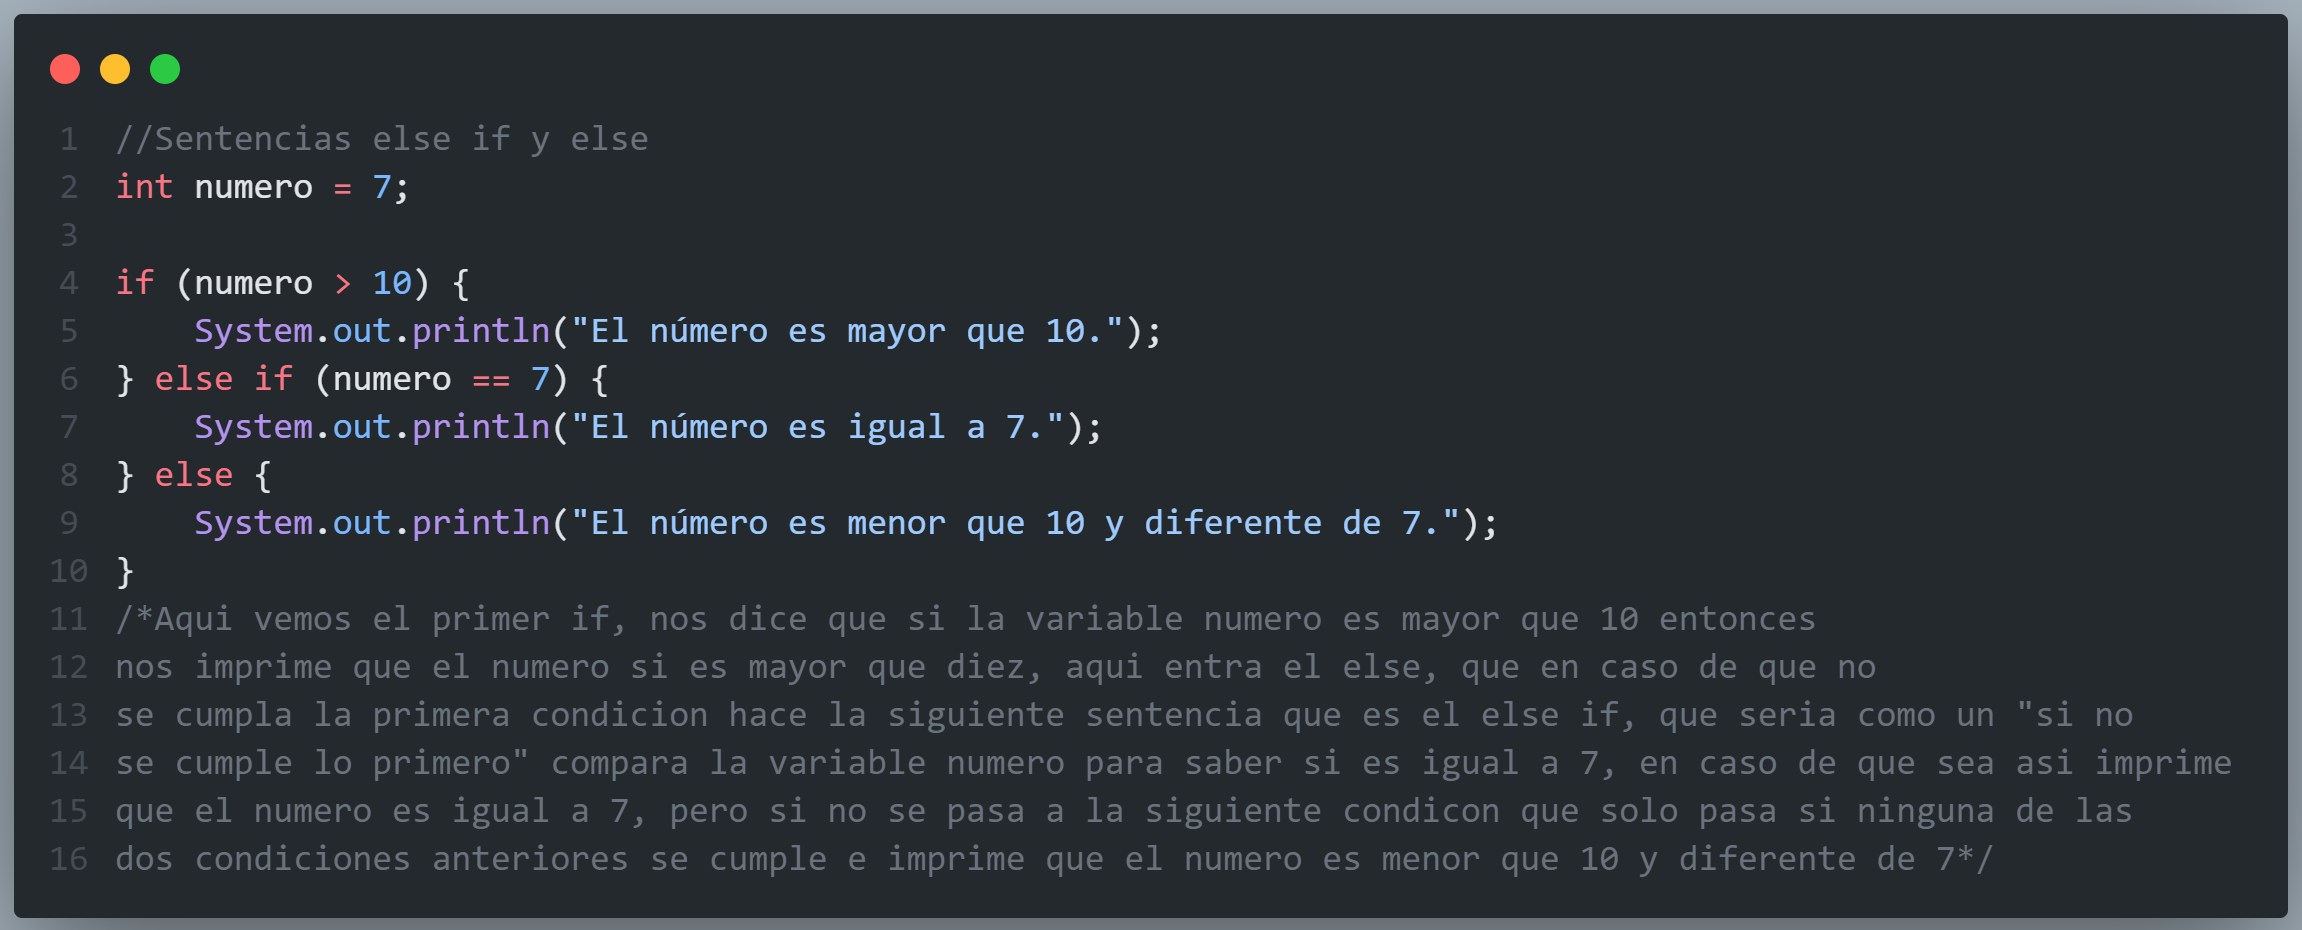 1 //Sentencias else if y else
2 int numero = 7;
3
4 if (numero > 10) {
5     System.out.println("El número es mayor que 10.");
6 } else if (numero == 7) {
7     System.out.println("El número es igual a 7.");
8 } else {
9     System.out.println("El número es menor que 10 y diferente de 7.");
10 }
11 /*Aqui vemos el primer if, nos dice que si la variable numero es mayor que 10 entonces
12 nos imprime que el numero si es mayor que diez, aqui entra el else, que en caso de que no
13 se cumpla la primera condicion hace la siguiente sentencia que es el else if, que seria como un "si no
14 se cumple lo primero" compara la variable numero para saber si es igual a 7, en caso de que sea asi imprime
15 que el numero es igual a 7, pero si no se pasa a la siguiente condicon que solo pasa si ninguna de las
16 dos condiciones anteriores se cumple e imprime que el numero es menor que 10 y diferente de 7*/